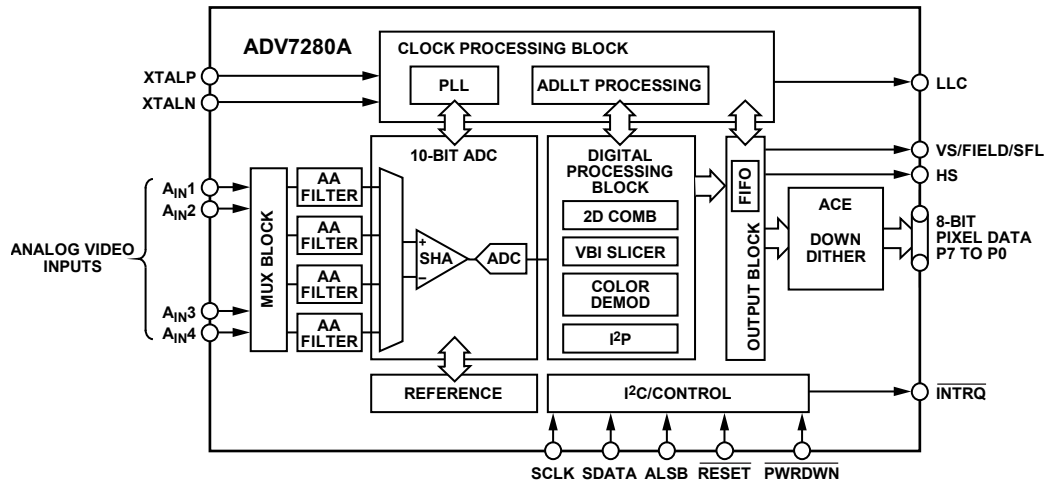 ADV7280A
CLOCK PROCESSING BLOCK
PLL
ADLLT PROCESSING
XTALP
XTALN
LLC
10-BIT ADC
DIGITAL
PROCESSING
BLOCK
2D COMB
VBI SLICER
COLOR
DEMOD
I²P
ANALOG VIDEO
INPUTS
AIN1
AIN2
AIN3
AIN4
MUX BLOCK
AA
FILTER
AA
FILTER
AA
FILTER
AA
FILTER
+
SHA
–
ADC
FIFO
OUTPUT BLOCK
VS/FIELD/SFL
HS
ACE
DOWN
DITHER
8-BIT
PIXEL DATA
P7 TO P0
REFERENCE
I²C/CONTROL
INTRQ
SCLK
SDATA
ALSB
RESET
PWRDWN